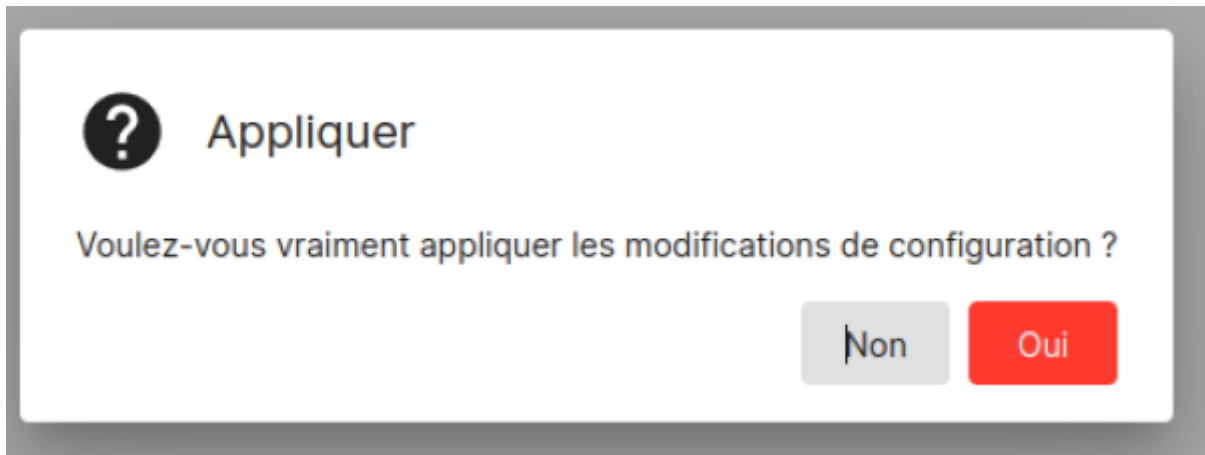 Appliquer
Voulez-vous vraiment appliquer les modifications de configuration ?
Non Oui